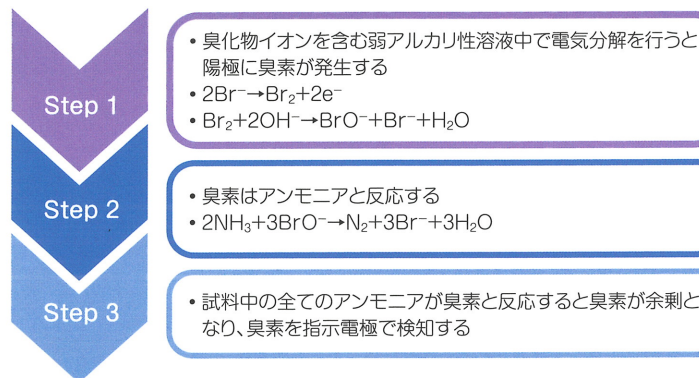 Step 1
• 臭化物イオンを含む弱アルカリ性溶液中で電気分解を行うと
陽極に臭素が発生する
• 2Br⁻→Br₂+2e⁻
• Br₂+2OH⁻→BrO⁻+Br⁻+H₂O
Step 2
• 臭素はアンモニアと反応する
• 2NH₃+3BrO⁻→N₂+3Br⁻+3H₂O
Step 3
• 試料中の全てのアンモニアが臭素と反応すると臭素が余剰と
なり、臭素を指示電極で検知する